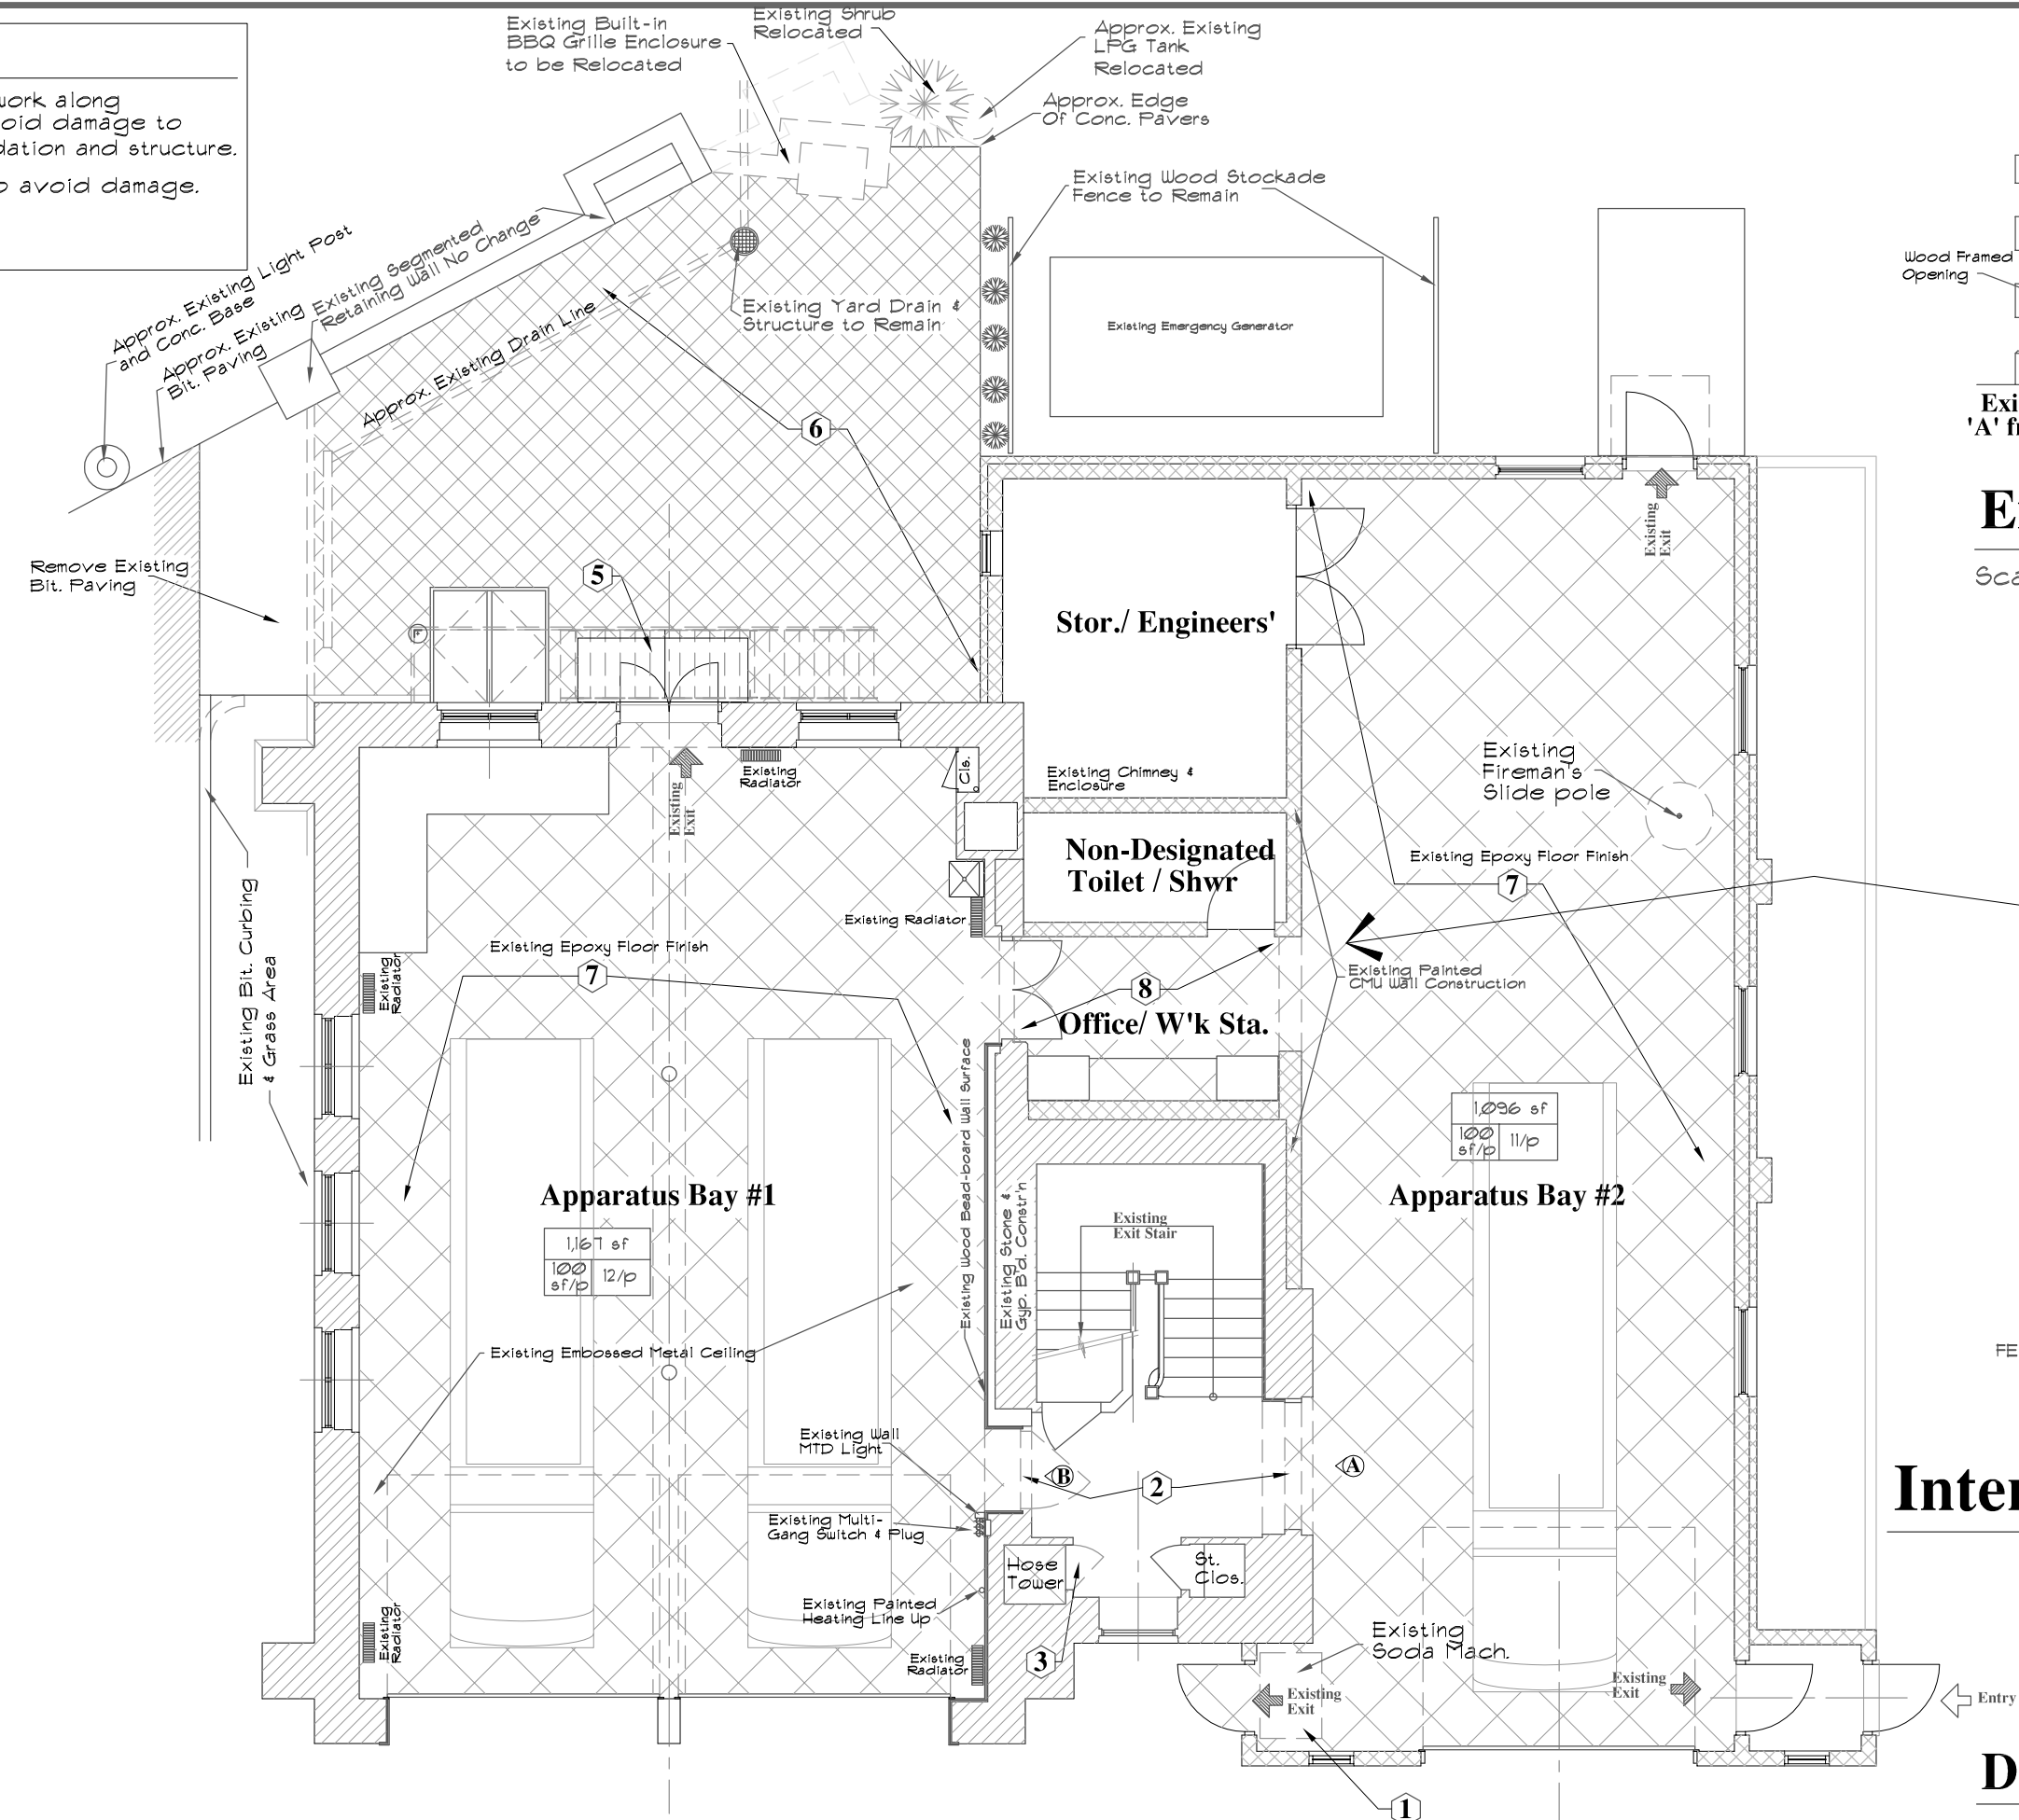 work along
oid damage to
dation and structure.
o avoid damage.
Existing Built-in
BBQ Grille Enclosure
to be Relocated
Existing Shrub
Relocated
Approx. Existing
LPG Tank
Relocated
Approx. Edge
Of Conc. Pavers
Existing Wood Stockade
Fence to Remain
Existing Emergency Generator
Wood Framed
Opening
Approx. Existing Light Post
and Conc. Base
Approx. Existing
Bit. Paving
Existing Segmented
Retaining Wall No Change
Approx. Existing Drain Line
Existing Yard Drain &
Structure to Remain
6
Exi
'A' fr
Sca
Remove Existing
Bit. Paving
5
Existing
Exit
Stor./ Engineers'
Existing
Radiator
Existing
Exit
Cls.
Existing Chimney &
Enclosure
Existing
Fireman's
Slide pole
Non-Designated
Toilet / Shwr
Existing Epoxy Floor Finish
7
Existing Radiator
Existing Epoxy Floor Finish
7
Existing
Radiator
Existing Bit. Curbing
& Grass Area
8
Existing Painted
CMU Wall Construction
Office/ W'k Sta.
Existing Wood Bead-board Wall Surface
Existing Stone &
Gyp. B'd. Constr'n
1,096 sf
100
sf/p
11/p
Apparatus Bay #1
1,167 sf
100
sf/p
12/p
Apparatus Bay #2
Existing
Exit Stair
Existing Embossed Metal Ceiling
FE
Existing Wall
MTD Light
B
2
A
Inter
Existing Multi-
Gang Switch & Plug
Hose
Tower
St.
Clos.
Existing Painted
Heating Line Up
Existing
Radiator
Existing
Radiator
3
Existing
Soda Mach.
Existing
Exit
Existing
Exit
Entry
D
1